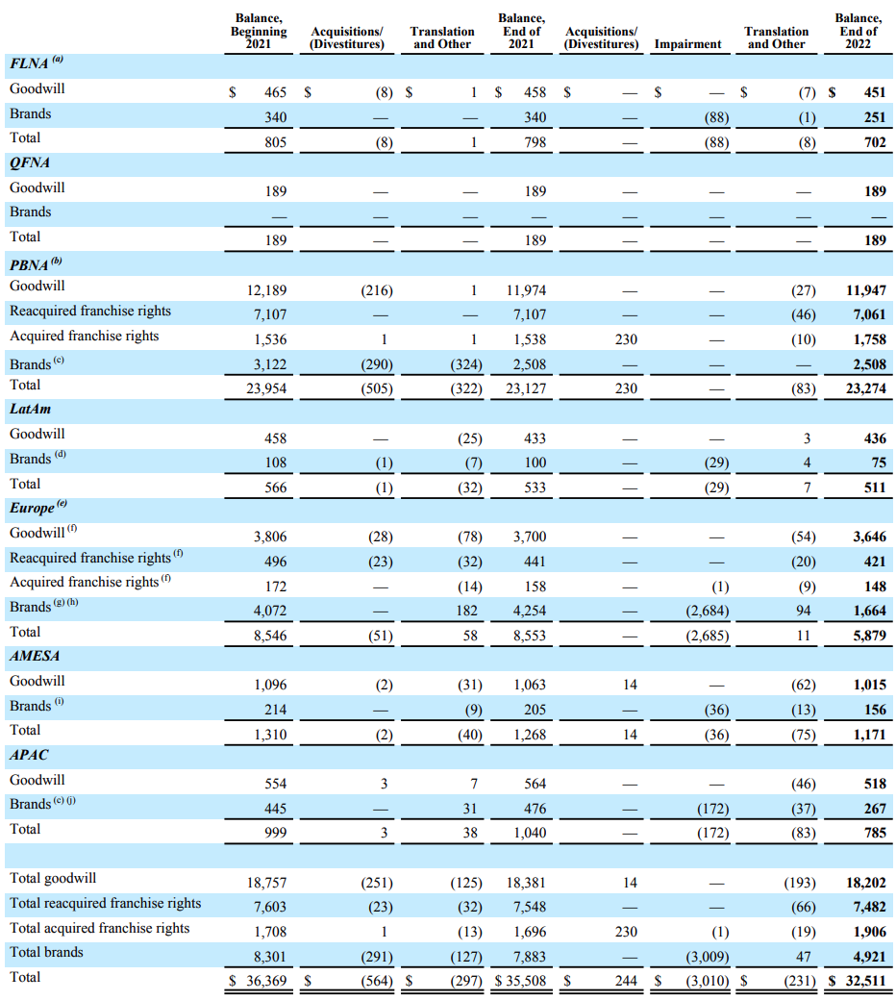 Balance, Beginning 2021 Acquisitions/ (Divestitures) Translation and Other Balance, End of 2021 Acquisitions/ (Divestitures) Impairment Translation and Other Balance, End of 2022
FLNA (a)
Goodwill $ 465 $ (8) $ 1 $ 458 $ — $ — $ (7) $ 451
Brands 340 — — 340 — (88) (1) 251
Total 805 (8) 1 798 — (88) (8) 702
QFNA
Goodwill 189 — — 189 — — — 189
Brands — — — — — — — —
Total 189 — — 189 — — — 189
PBNA (b)
Goodwill 12,189 (216) 1 11,974 — — (27) 11,947
Reacquired franchise rights 7,107 — — 7,107 — — (46) 7,061
Acquired franchise rights 1,536 1 1 1,538 230 — (10) 1,758
Brands (c) 3,122 (290) (324) 2,508 — — — 2,508
Total 23,954 (505) (322) 23,127 230 — (83) 23,274
LatAm
Goodwill 458 — (25) 433 — — 3 436
Brands (d) 108 (1) (7) 100 — (29) 4 75
Total 566 (1) (32) 533 — (29) 7 511
Europe (e)
Goodwill (f) 3,806 (28) (78) 3,700 — — (54) 3,646
Reacquired franchise rights (f) 496 (23) (32) 441 — — (20) 421
Acquired franchise rights (f) 172 — (14) 158 — (1) (9) 148
Brands (g) (h) 4,072 — 182 4,254 — (2,684) 94 1,664
Total 8,546 (51) 58 8,553 — (2,685) 11 5,879
AMESA
Goodwill 1,096 (2) (31) 1,063 14 — (62) 1,015
Brands (i) 214 — (9) 205 — (36) (13) 156
Total 1,310 (2) (40) 1,268 14 (36) (75) 1,171
APAC
Goodwill 554 3 7 564 — — (46) 518
Brands (c) (j) 445 — 31 476 — (172) (37) 267
Total 999 3 38 1,040 — (172) (83) 785
Total goodwill 18,757 (251) (125) 18,381 14 — (193) 18,202
Total reacquired franchise rights 7,603 (23) (32) 7,548 — — (66) 7,482
Total acquired franchise rights 1,708 1 (13) 1,696 230 (1) (19) 1,906
Total brands 8,301 (291) (127) 7,883 — (3,009) 47 4,921
Total $ 36,369 $ (564) $ (297) $ 35,508 $ 244 $ (3,010) $ (231) $ 32,511